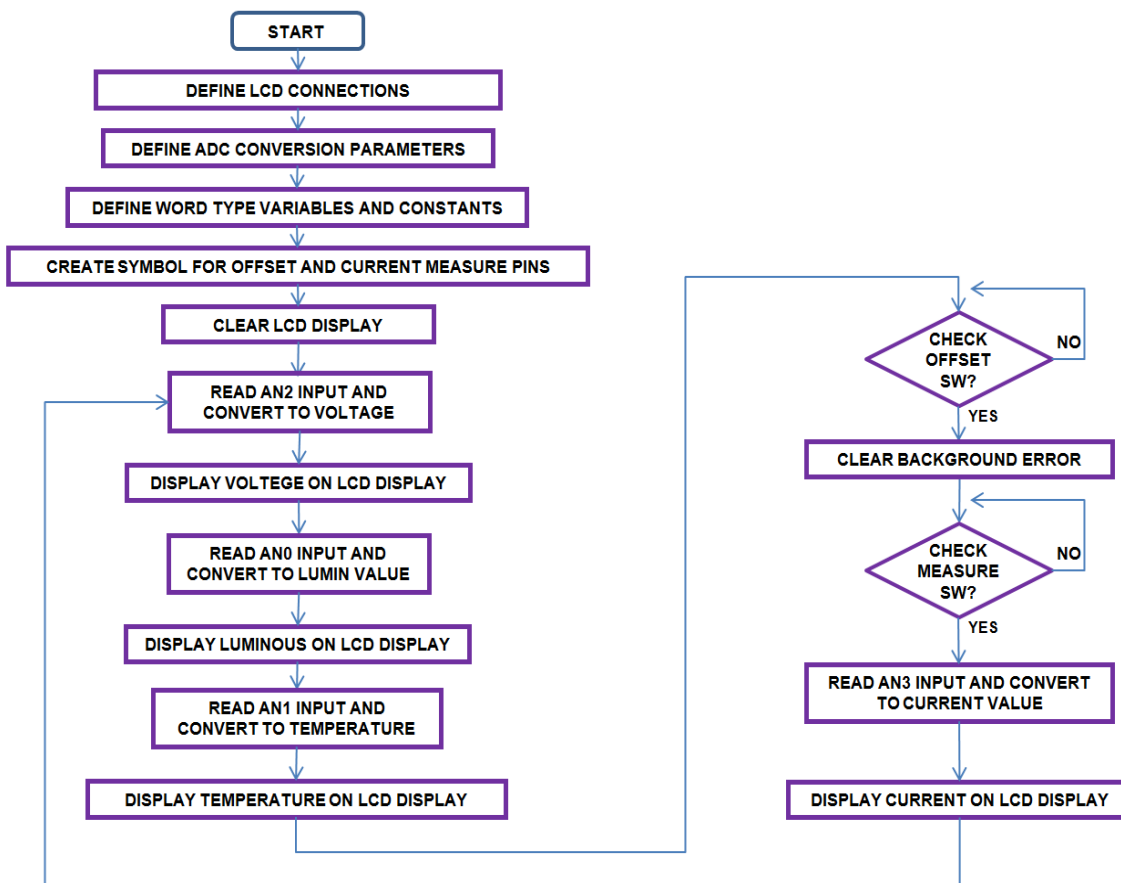 START
DEFINE LCD CONNECTIONS
DEFINE ADC CONVERSION PARAMETERS
DEFINE WORD TYPE VARIABLES AND CONSTANTS
CREATE SYMBOL FOR OFFSET AND CURRENT MEASURE PINS
CLEAR LCD DISPLAY
READ AN2 INPUT AND
CONVERT TO VOLTAGE
DISPLAY VOLTEGE ON LCD DISPLAY
READ AN0 INPUT AND
CONVERT TO LUMIN VALUE
DISPLAY LUMINOUS ON LCD DISPLAY
READ AN1 INPUT AND
CONVERT TO TEMPERATURE
DISPLAY TEMPERATURE ON LCD DISPLAY
CHECK
OFFSET
SW?
NO
YES
CLEAR BACKGROUND ERROR
CHECK
MEASURE
SW?
NO
YES
READ AN3 INPUT AND CONVERT
TO CURRENT VALUE
DISPLAY CURRENT ON LCD DISPLAY